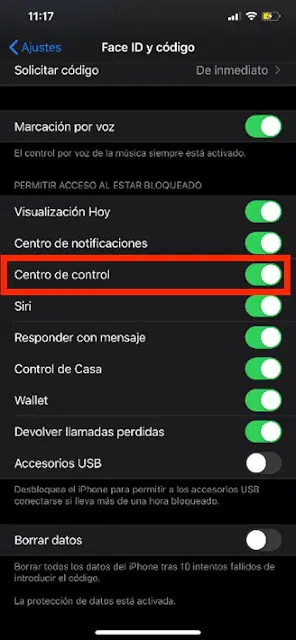 11:17
Ajustes
Face ID y código
Solicitar código De inmediato
Marcación por voz
El control por voz de la música siempre está activado.
PERMITIR ACCESO AL ESTAR BLOQUEADO
Visualización Hoy
Centro de notificaciones
Centro de control
Siri
Responder con mensaje
Control de Casa
Wallet
Devolver llamadas perdidas
Accesorios USB
Desbloquea el iPhone para permitir a los accesorios USB
conectarse si lleva más de una hora bloqueado.
Borrar datos
Borrar todos los datos del iPhone tras 10 intentos fallidos de
introducir el código.
La protección de datos está activada.